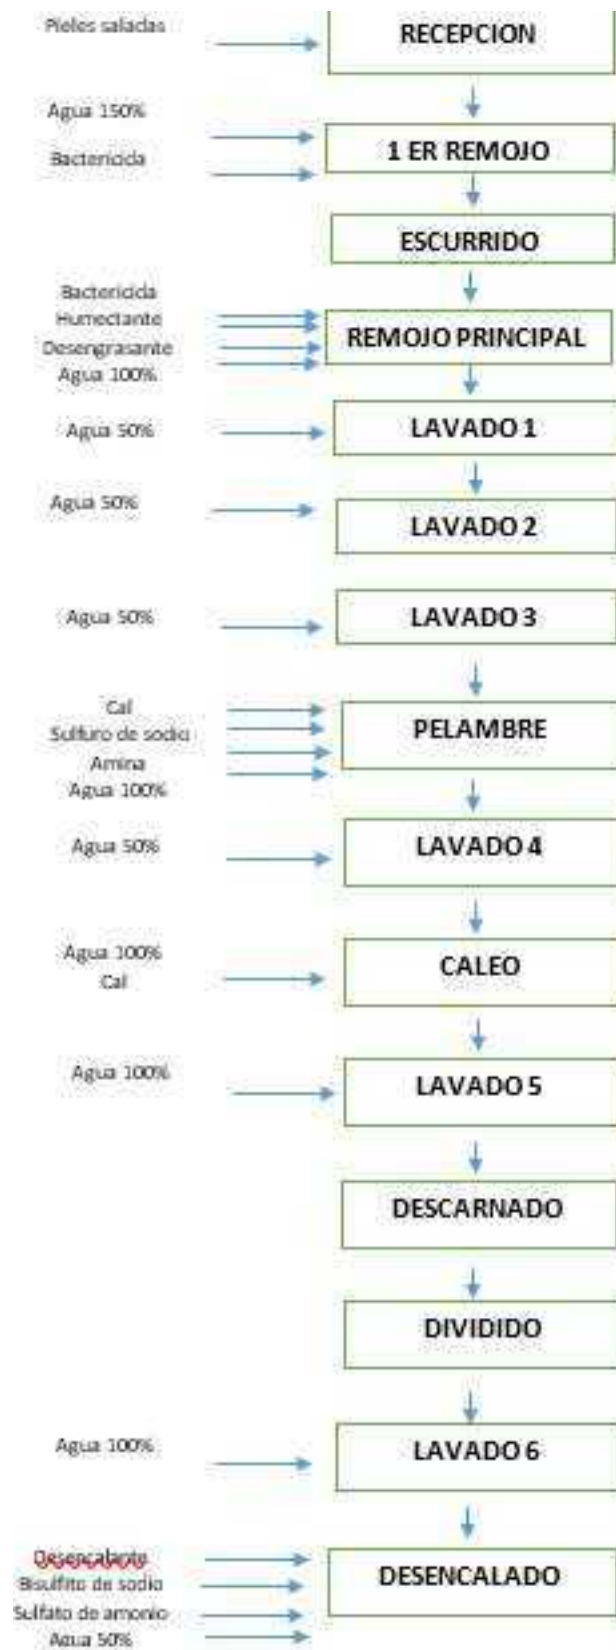 Pieles saladas
RECEPCION
Agua 150%
1 ER REMOJO
Bactericida
ESCURRIDO
Bactericida
Humectante
REMOJO PRINCIPAL
Desengrasante
Agua 100%
Agua 50%
LAVADO 1
Agua 50%
LAVADO 2
Agua 50%
LAVADO 3
Cal
Sulfuro de sodio
PELAMBRE
Amina
Agua 100%
Agua 50%
LAVADO 4
Agua 100%
Cal
CALEO
Agua 100%
LAVADO 5
DESCARNADO
DIVIDIDO
Agua 100%
LAVADO 6
Desencalante
Bisulfito de sodio
DESENCALADO
Sulfato de amonio
Agua 50%